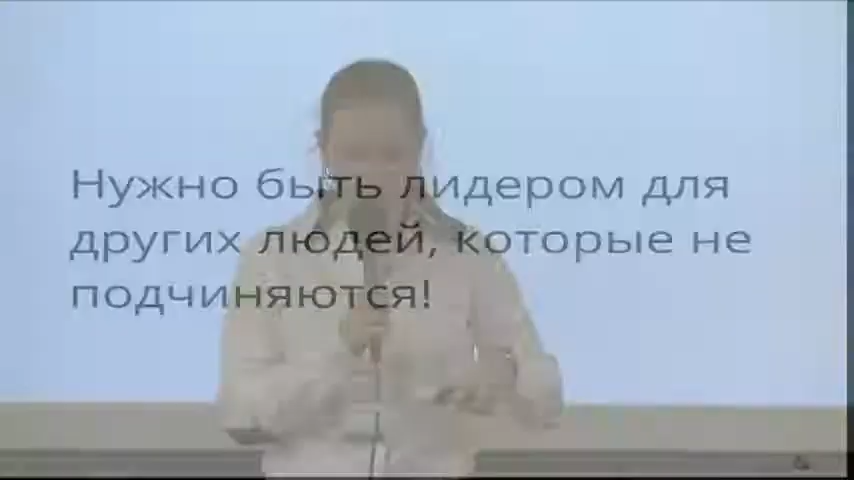 Нужно быть лидером для
других людей, которые не
подчиняются!